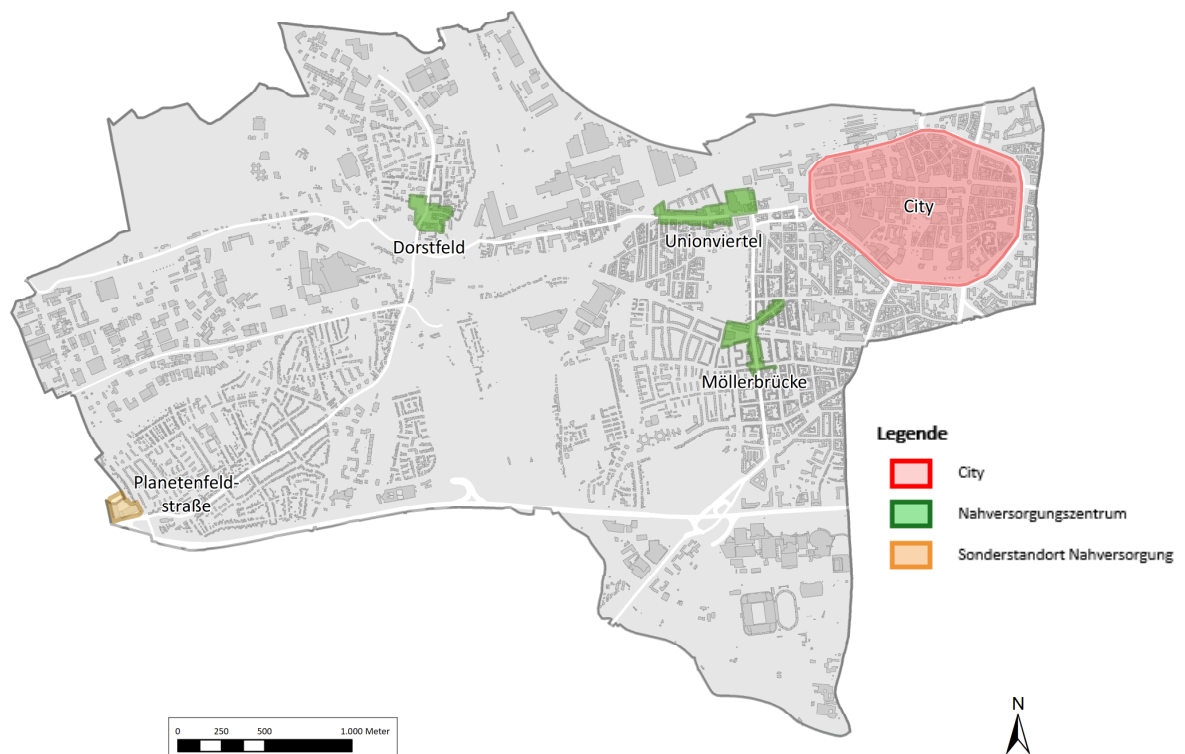 City
Unionviertel
Dorstfeld
Möllerbrücke
Planetenfeld-
straße
Legende
City
Nahversorgungszentrum
Sonderstandort Nahversorgung
0 250 500 1.000 Meter
N